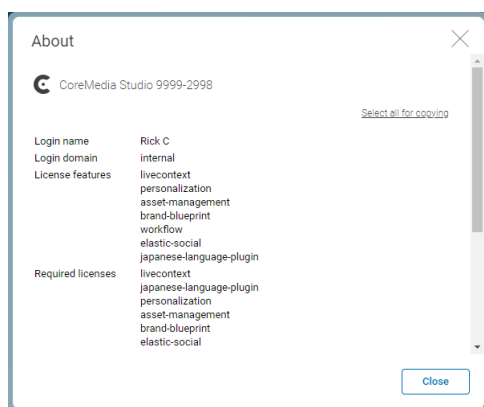 About
CoreMedia Studio 9999-2998
Select all for copying
Login name Rick C
Login domain internal
License features livecontext
personalization
asset-management
brand-blueprint
workflow
elastic-social
japanese-language-plugin
Required licenses livecontext
japanese-language-plugin
personalization
asset-management
brand-blueprint
elastic-social
Close